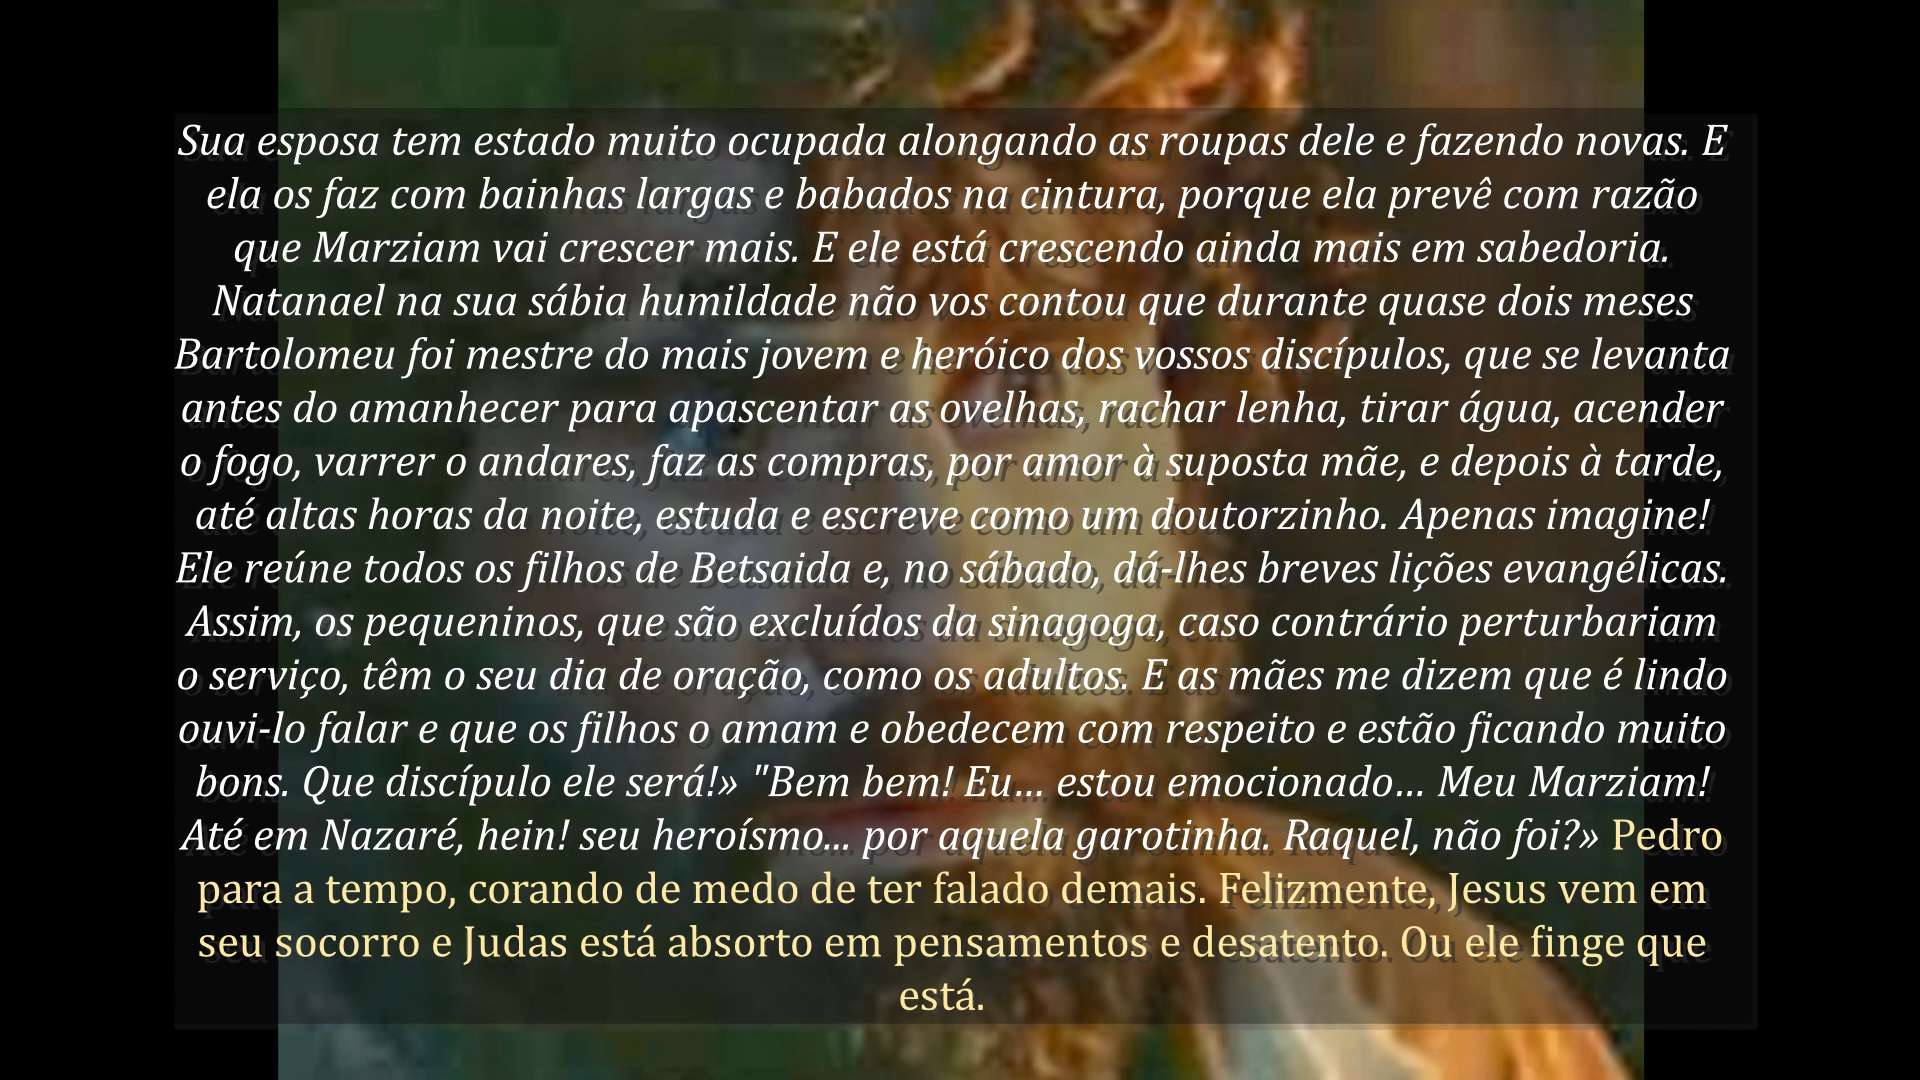 Sua esposa tem estado muito ocupada alongando as roupas dele e fazendo novas. E
ela os faz com bainhas largas e babados na cintura, porque ela prevê com razão
que Marziam vai crescer mais. E ele está crescendo ainda mais em sabedoria.
Natanael na sua sábia humildade não vos contou que durante quase dois meses
Bartolomeu foi mestre do mais jovem e heróico dos vossos discípulos, que se levanta
antes do amanhecer para apascentar as ovelhas, rachar lenha, tirar água, acender
o fogo, varrer o andares, faz as compras, por amor à suposta mãe, e depois à tarde,
até altas horas da noite, estuda e escreve como um doutorzinho. Apenas imagine!
Ele reúne todos os filhos de Betsaida e, no sábado, dá-lhes breves lições evangélicas.
Assim, os pequeninos, que são excluídos da sinagoga, caso contrário perturbariam
o serviço, têm o seu dia de oração, como os adultos. E as mães me dizem que é lindo
ouvi-lo falar e que os filhos o amam e obedecem com respeito e estão ficando muito
bons. Que discípulo ele será!» "Bem bem! Eu... estou emocionado... Meu Marziam!
Até em Nazaré, hein! seu heroísmo... por aquela garotinha. Raquel, não foi?» Pedro
para a tempo, corando de medo de ter falado demais. Felizmente, Jesus vem em
seu socorro e Judas está absorto em pensamentos e desatento. Ou ele finge que
está.